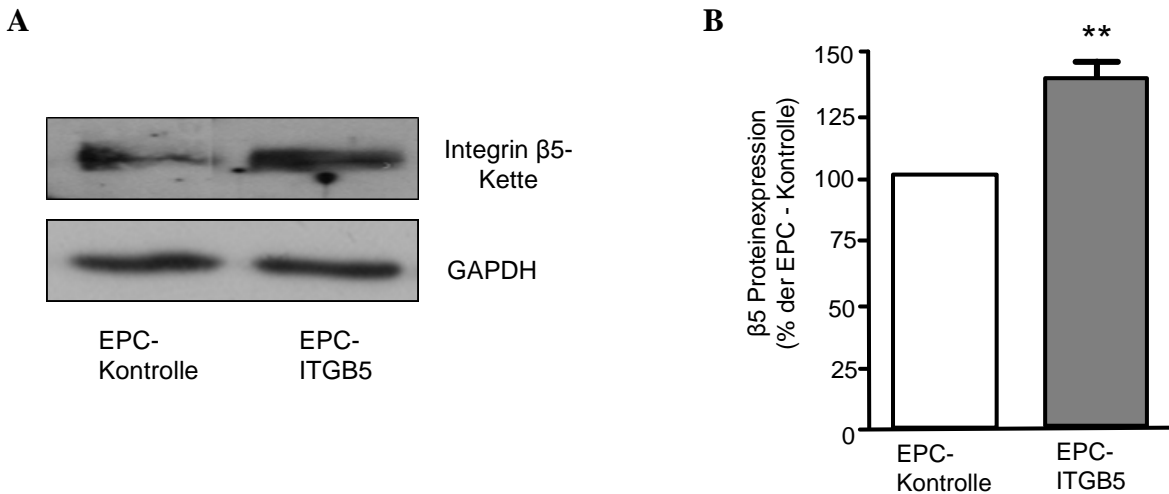 A
Integrin β5-
Kette
GAPDH
EPC-
Kontrolle
EPC-
ITGB5
B
β5 Proteinexpression
(% der EPC - Kontrolle)
150
125
100
75
50
25
0
**
EPC-
Kontrolle
EPC-
ITGB5